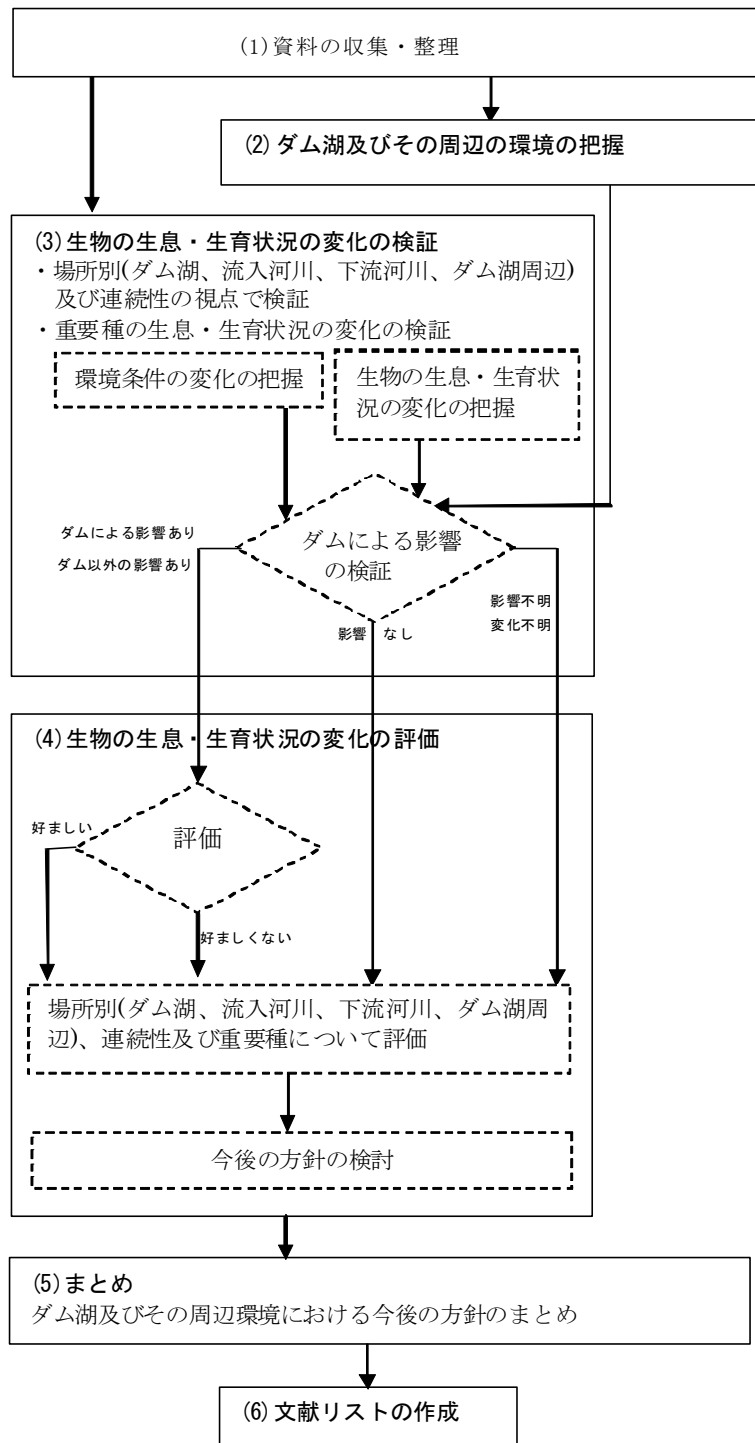 (1)資料の収集・整理
(2)ダム湖及びその周辺の環境の把握
(3)生物の生息・生育状況の変化の検証
・場所別(ダム湖、流入河川、下流河川、ダム湖周辺)
及び連続性の視点で検証
・重要種の生息・生育状況の変化の検証
環境条件の変化の把握
生物の生息・生育状
況の変化の把握
ダムによる影響
の検証
ダムによる影響あり
ダム以外の影響あり
影響なし
影響不明
変化不明
(4)生物の生息・生育状況の変化の評価
評価
好ましい
好ましくない
場所別(ダム湖、流入河川、下流河川、ダム湖周
辺)、連続性及び重要種について評価
今後の方針の検討
(5)まとめ
ダム湖及びその周辺環境における今後の方針のまとめ
(6)文献リストの作成